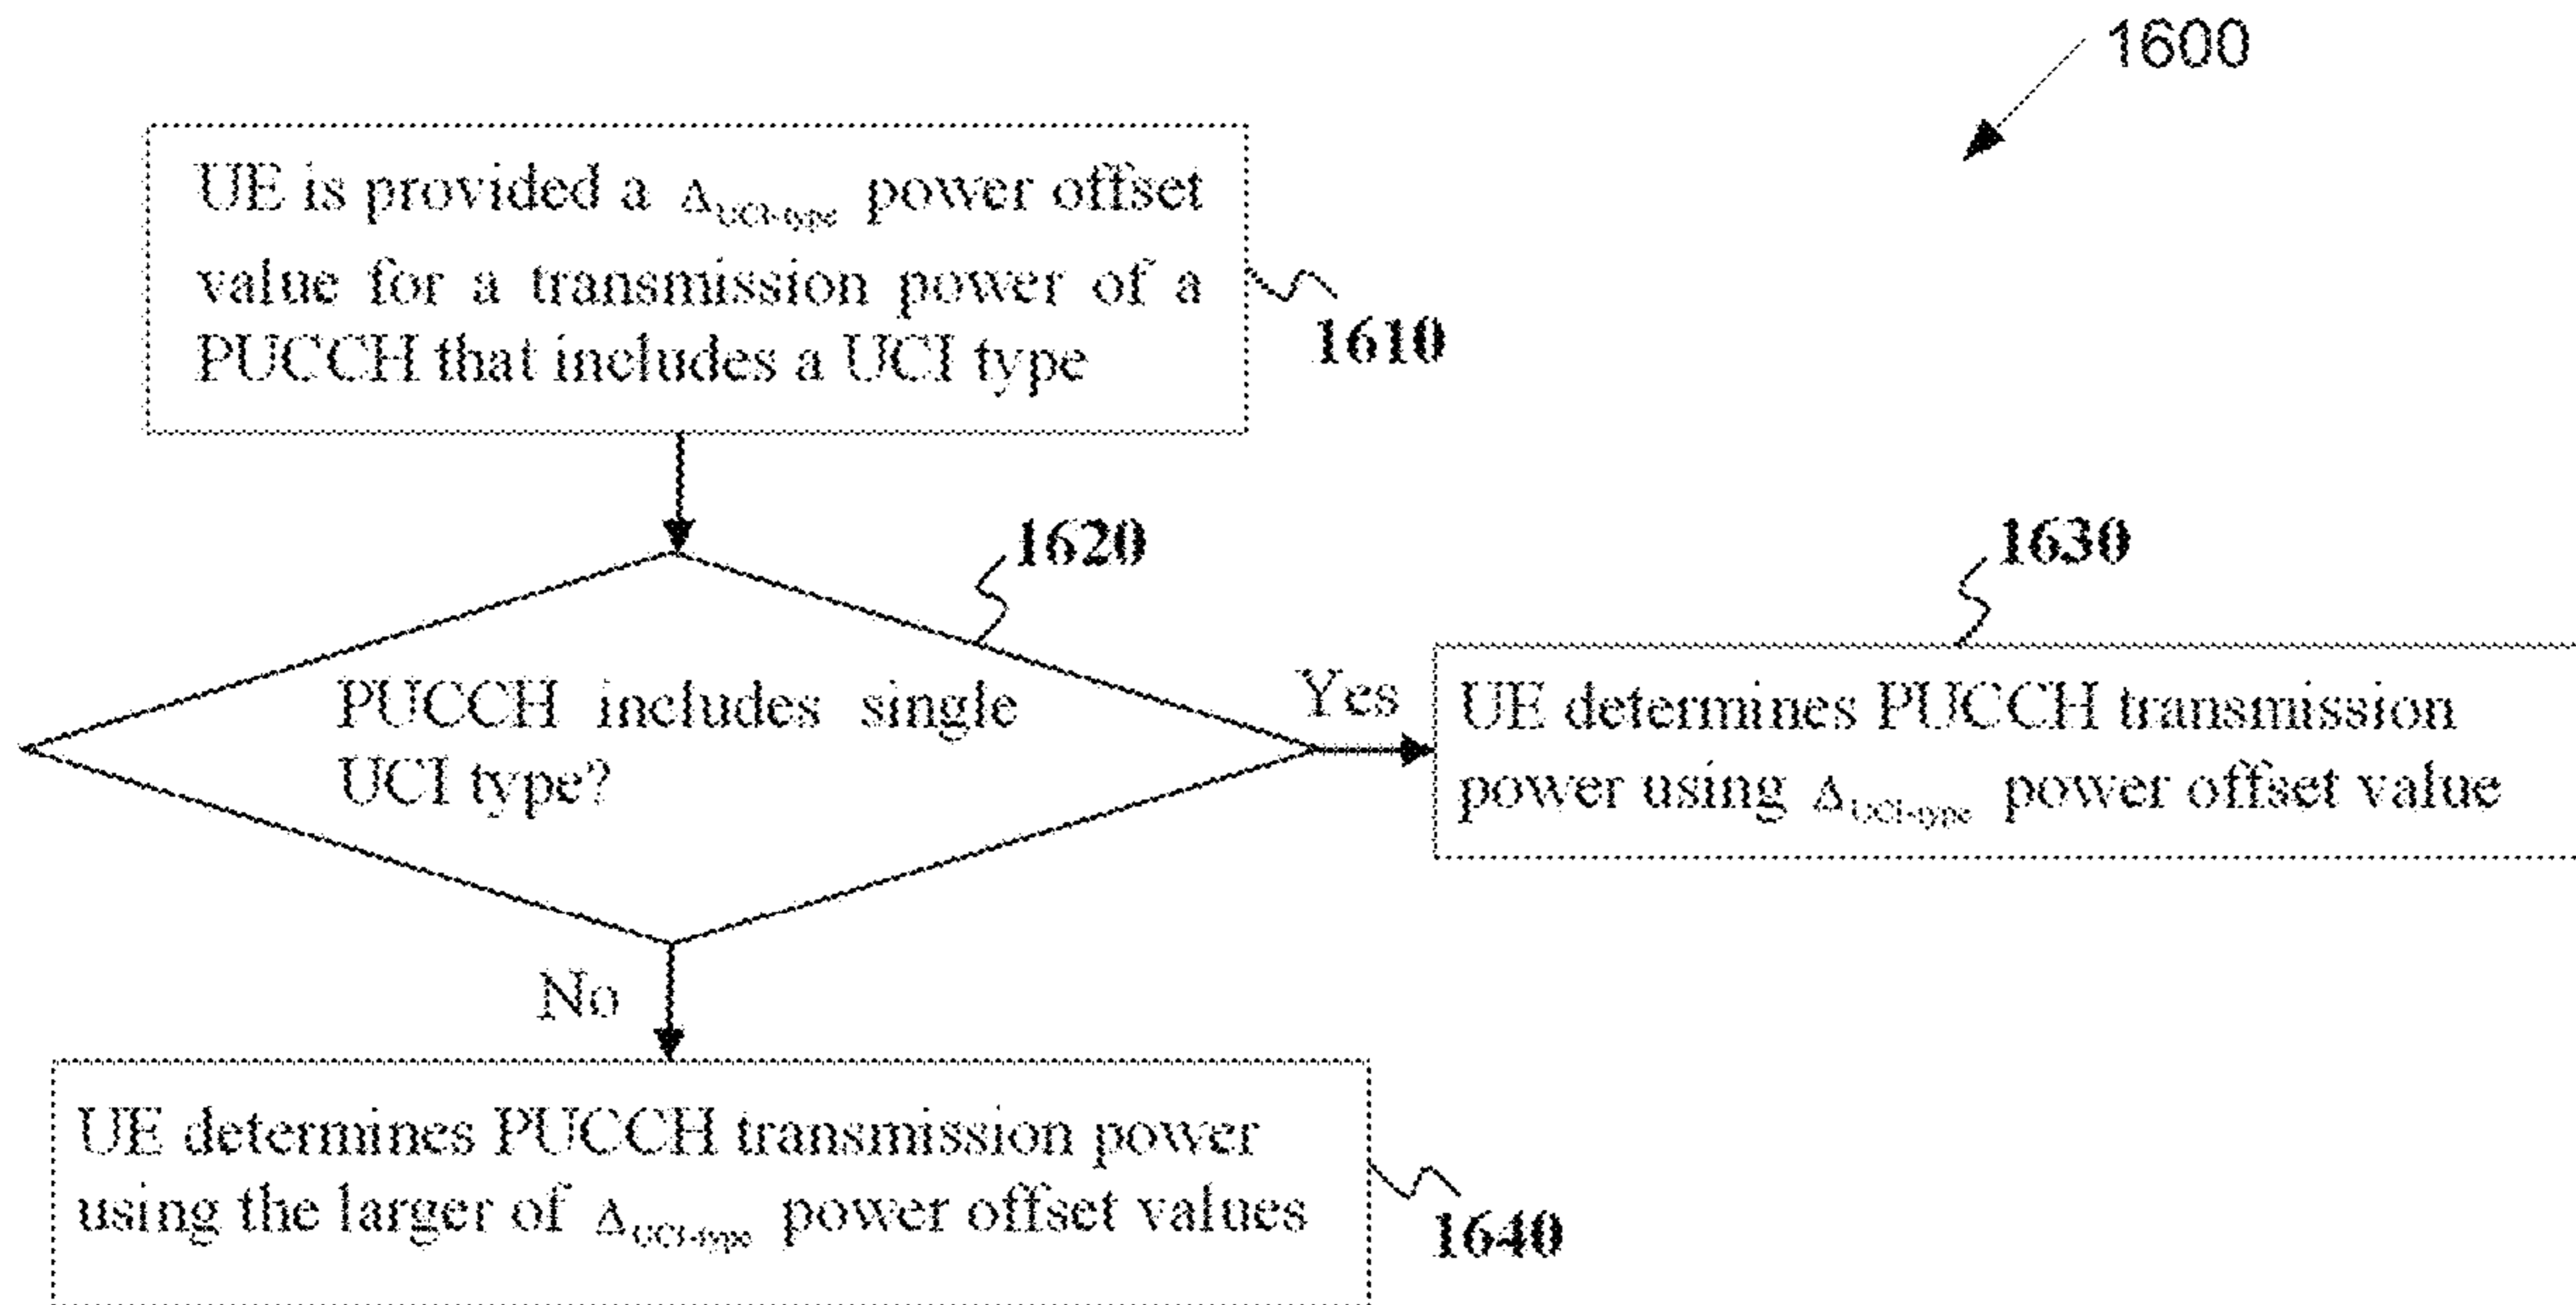 1600
UE is provided a Δ_UCI-type power offset
value for a transmission power of a
PUCCH that includes a UCI type
1610
1620
1630
PUCCH includes single
UCI type?
Yes
UE determines PUCCH transmission
power using Δ_UCI-type power offset value
No
UE determines PUCCH transmission power
using the larger of Δ_UCI-type power offset values
1640